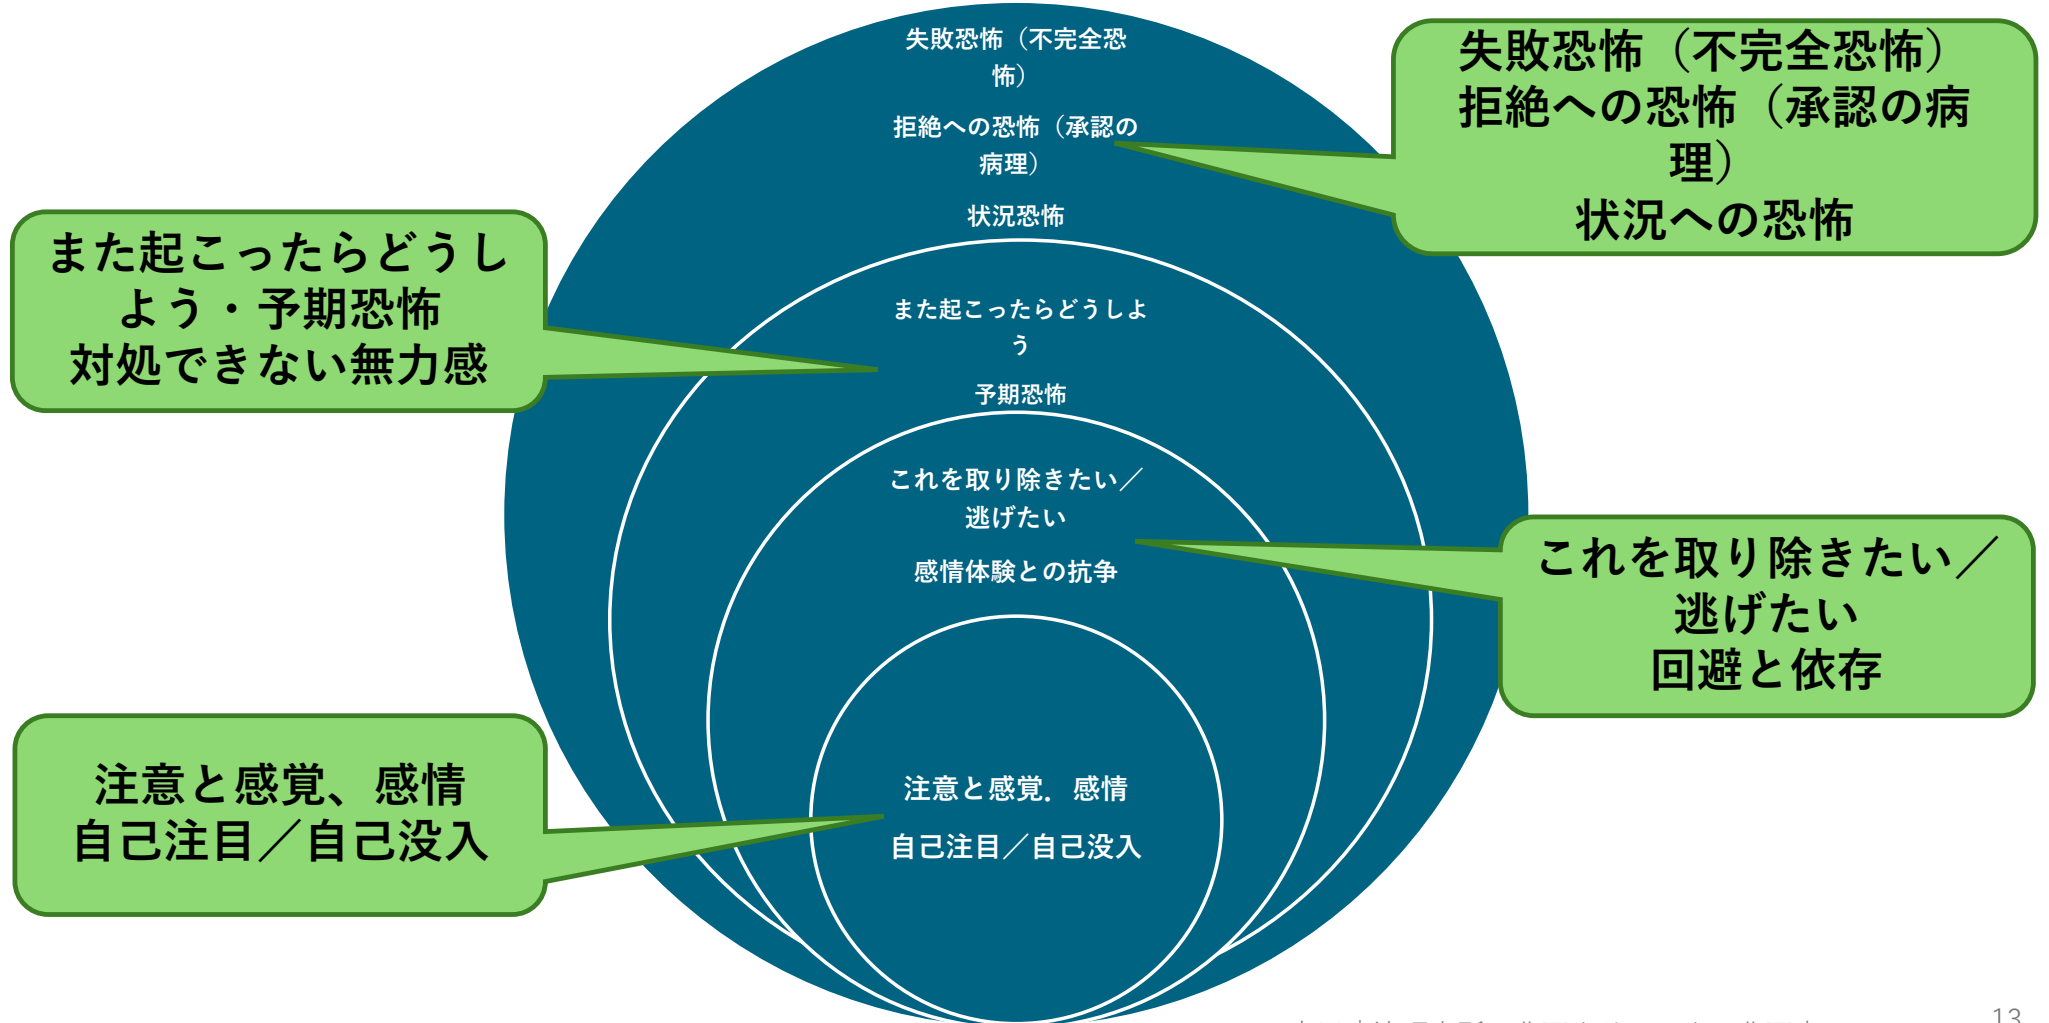 失敗恐怖（不完全恐
怖）
拒絶への恐怖（承認の
病理）
状況恐怖
また起こったらどうしよ
う
予期恐怖
これを取り除きたい／
逃げたい
感情体験との抗争
注意と感覚．感情
自己注目／自己没入
失敗恐怖（不完全恐怖）
拒絶への恐怖（承認の病
理）
状況への恐怖
また起こったらどうし
よう・予期恐怖
対処できない無力感
これを取り除きたい／
逃げたい
回避と依存
注意と感覚、感情
自己注目／自己没入
13